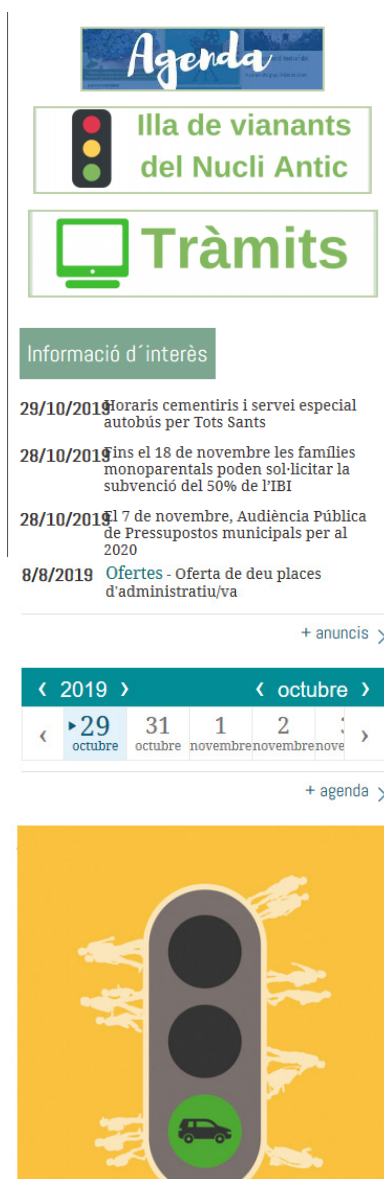 Agenda
Illa de vianants
del Nucli Antic
Tràmits
Informació d´interès
29/10/2019 Horaris cementiris i servei especial
autobús per Tots Sants
28/10/2019 Fins el 18 de novembre les famílies
monoparentals poden sol·licitar la
subvenció del 50% de l'IBI
28/10/2019 El 7 de novembre, Audiència Pública
de Pressupostos municipals per al
2020
8/8/2019 Ofertes - Oferta de deu places
d'administratiu/va
+ anuncis
2019 octubre
29 31 1 2
octubre octubre novembre novembre nove
+ agenda